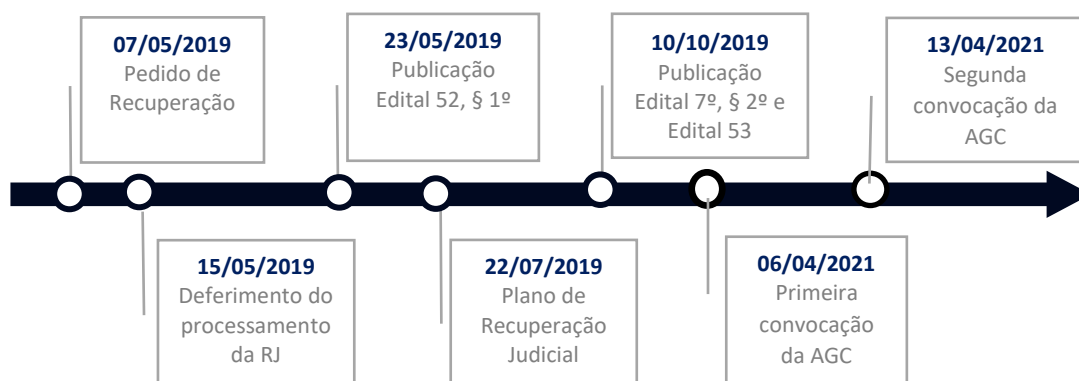 07/05/2019
Pedido de
Recuperação
23/05/2019
Publicação
Edital 52, § 1º
10/10/2019
Publicação
Edital 7º, § 2º e
Edital 53
13/04/2021
Segunda
convocação da
AGC
15/05/2019
Deferimento do
processamento
da RJ
22/07/2019
Plano de
Recuperação
Judicial
06/04/2021
Primeira
convocação
da AGC